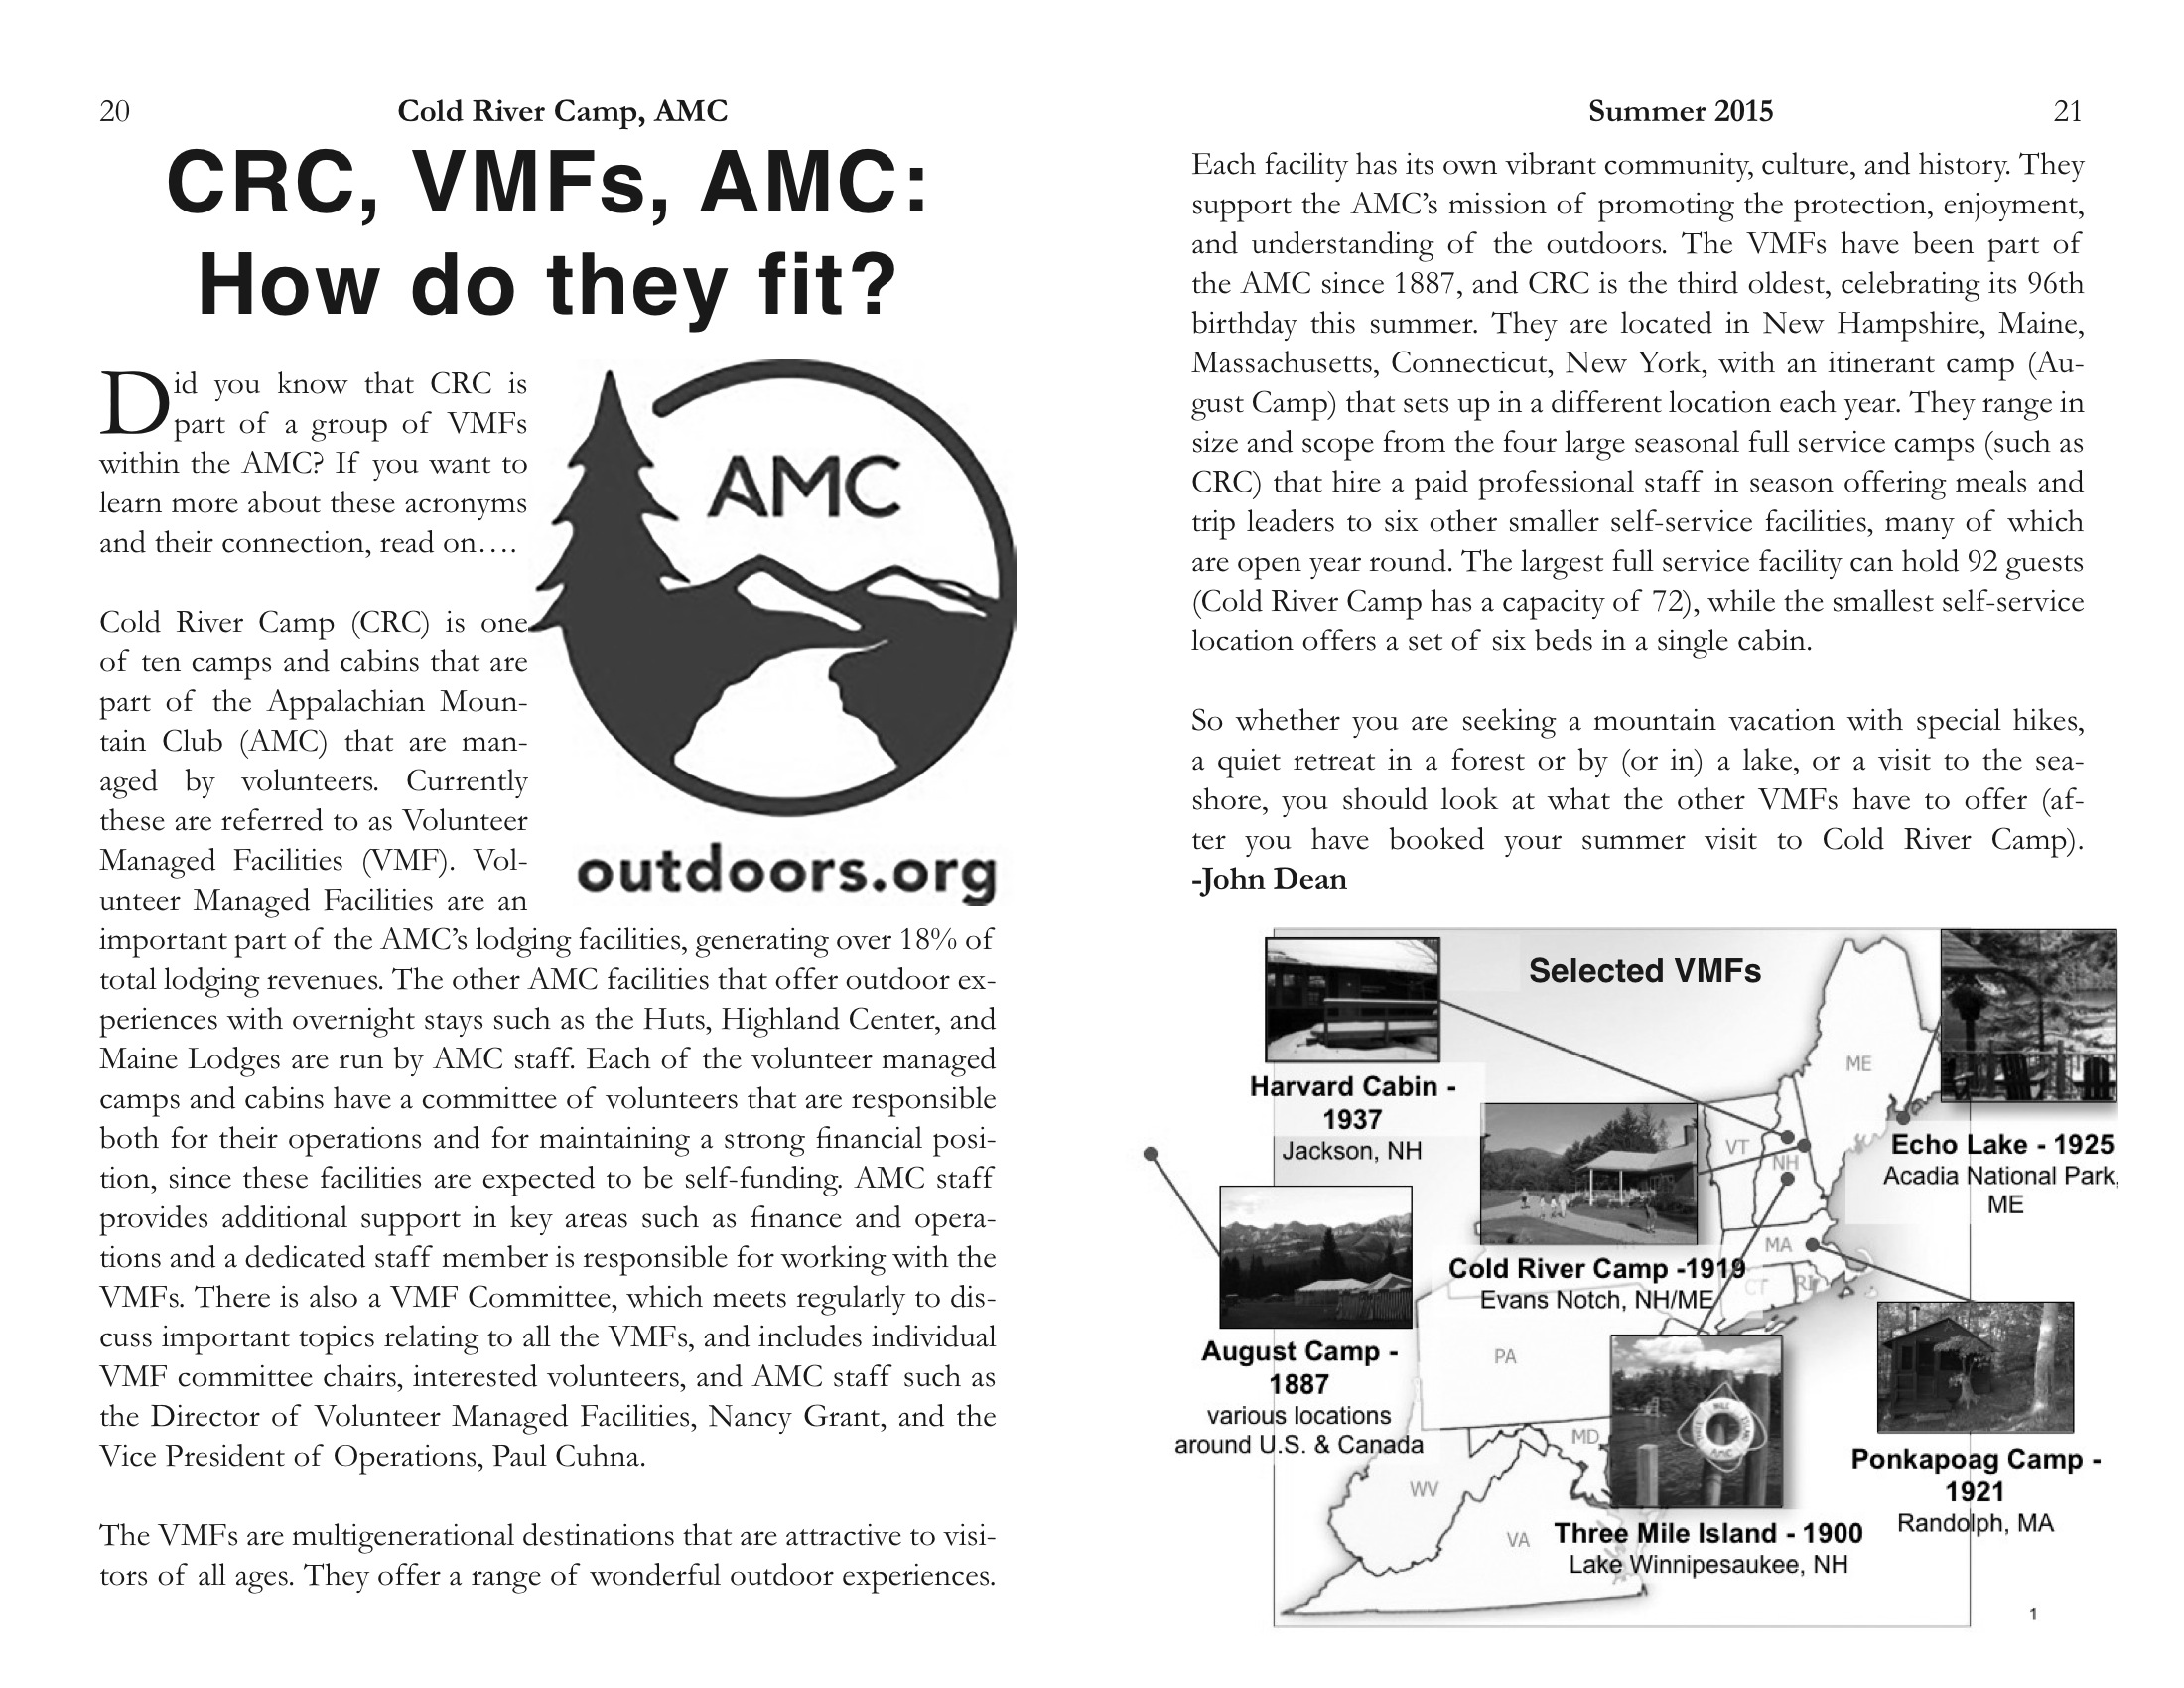 20
Cold River Camp, AMC
CRC, VMFs, AMC:
How do they fit?
Did you know that CRC is
part of a group of VMFs
within the AMC? If you want to
learn more about these acronyms
and their connection, read on….
Cold River Camp (CRC) is one
of ten camps and cabins that are
part of the Appalachian Moun-
tain Club (AMC) that are man-
aged by volunteers. Currently
these are referred to as Volunteer
Managed Facilities (VMF). Vol-
unteer Managed Facilities are an
AMC
outdoors.org
important part of the AMC’s lodging facilities, generating over 18% of
total lodging revenues. The other AMC facilities that offer outdoor ex-
periences with overnight stays such as the Huts, Highland Center, and
Maine Lodges are run by AMC staff. Each of the volunteer managed
camps and cabins have a committee of volunteers that are responsible
both for their operations and for maintaining a strong financial posi-
tion, since these facilities are expected to be self-funding. AMC staff
provides additional support in key areas such as finance and opera-
tions and a dedicated staff member is responsible for working with the
VMFs. There is also a VMF Committee, which meets regularly to dis-
cuss important topics relating to all the VMFs, and includes individual
VMF committee chairs, interested volunteers, and AMC staff such as
the Director of Volunteer Managed Facilities, Nancy Grant, and the
Vice President of Operations, Paul Cuhna.
The VMFs are multigenerational destinations that are attractive to visi-
tors of all ages. They offer a range of wonderful outdoor experiences.
Summer 2015
21
Each facility has its own vibrant community, culture, and history. They
support the AMC’s mission of promoting the protection, enjoyment,
and understanding of the outdoors. The VMFs have been part of
the AMC since 1887, and CRC is the third oldest, celebrating its 96th
birthday this summer. They are located in New Hampshire, Maine,
Massachusetts, Connecticut, New York, with an itinerant camp (Au-
gust Camp) that sets up in a different location each year. They range in
size and scope from the four large seasonal full service camps (such as
CRC) that hire a paid professional staff in season offering meals and
trip leaders to six other smaller self-service facilities, many of which
are open year round. The largest full service facility can hold 92 guests
(Cold River Camp has a capacity of 72), while the smallest self-service
location offers a set of six beds in a single cabin.
So whether you are seeking a mountain vacation with special hikes,
a quiet retreat in a forest or by (or in) a lake, or a visit to the sea-
shore, you should look at what the other VMFs have to offer (af-
ter you have booked your summer visit to Cold River Camp).
-John Dean
Selected VMFs
ME
Harvard Cabin -
1937
Jackson, NH
VT
NH
Echo Lake - 1925
Acadia National Park,
ME
MA
CT
RI
Cold River Camp -1919
Evans Notch, NH/ME
August Camp -
1887
various locations
around U.S. & Canada
PA
MD
WV
VA
Ponkapoag Camp -
1921
Randolph, MA
AMC
Three Mile Island - 1900
Lake Winnipesaukee, NH
1